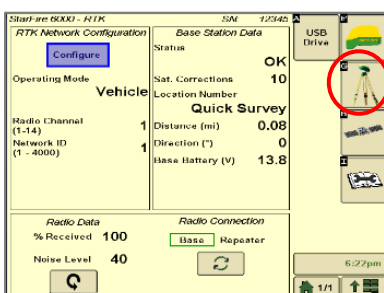 StarFire 6000 - RTK SN 12345
RTK Network Configuration
Configure
Operating Mode
Vehicle
Radio Channel
(1-14) 1
Network ID
(1 - 4000) 1
Base Station Data
Status
OK
Sat. Corrections 10
Location Number
Quick Survey
Distance (mi) 0.08
Direction (°) 0
Base Battery (V) 13.8
Radio Data
% Received 100
Noise Level 40
Radio Connection
Base Repeater
A
USB
Drive
F
G
H
I
6:22pm
1/1